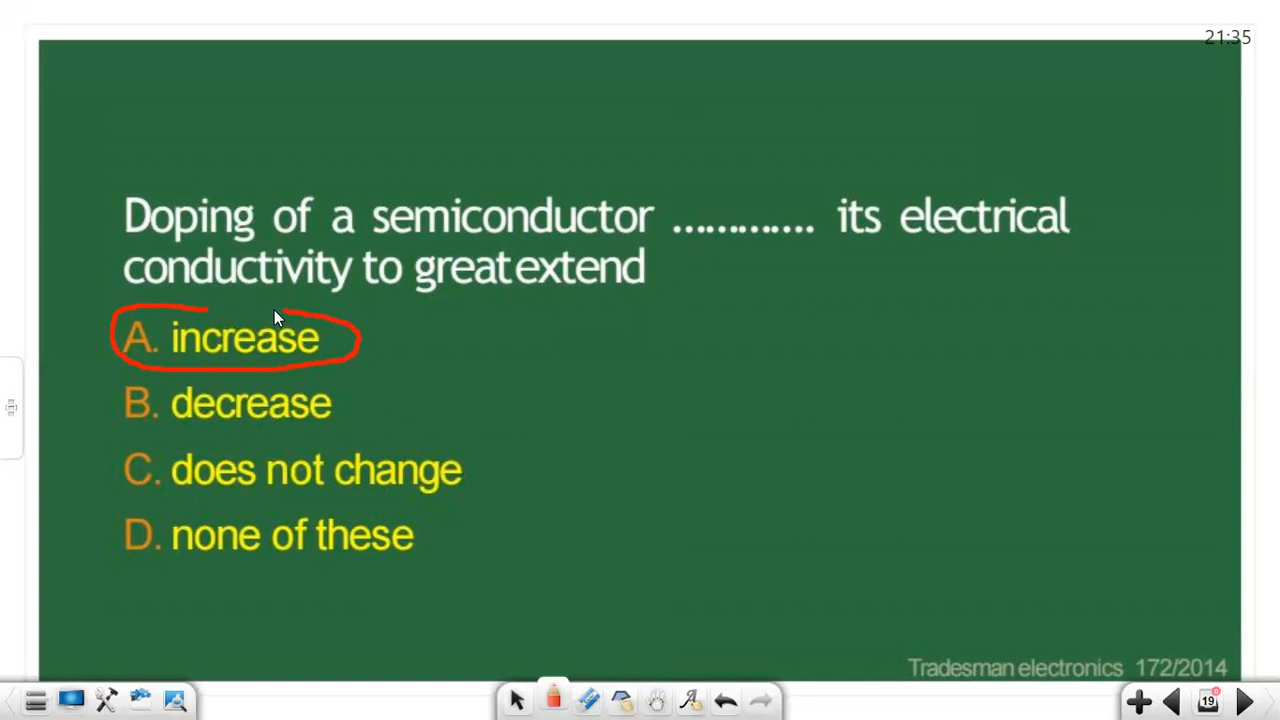 21:35
Doping of a semiconductor ............. its electrical
conductivity to great extend
A. increase
B. decrease
C. does not change
D. none of these
Tradesman electronics 172/2014
19